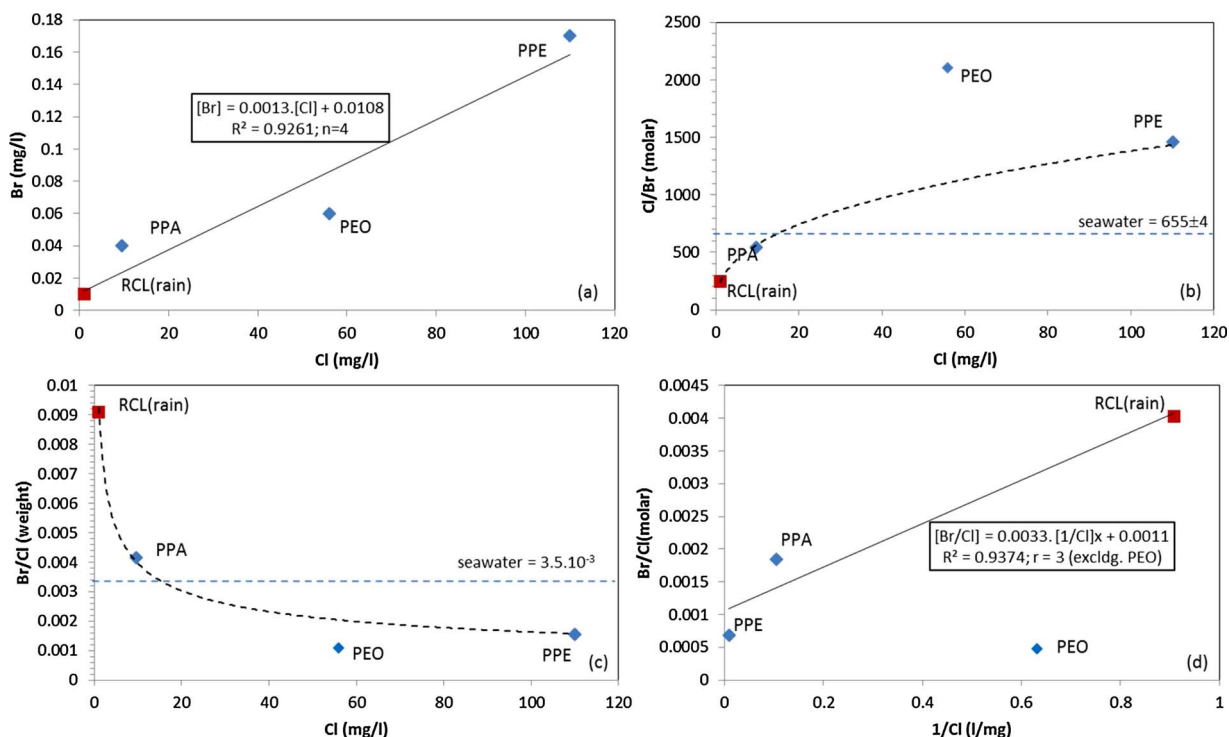 0.18
0.16
0.14
0.12
0.1
0.08
0.06
0.04
0.02
0
Br (mg/l)
PPE
[Br] = 0.0013.[Cl] + 0.0108
R² = 0.9261; n=4
PPA
PEO
RCL(rain)
(a)
0 20 40 60 80 100 120
Cl (mg/l)
2500
2000
1500
1000
500
0
Cl/Br (molar)
PEO
PPE
seawater = 655±4
PPA
RCL(rain)
(b)
0 20 40 60 80 100 120
Cl (mg/l)
0.01
0.009
0.008
0.007
0.006
0.005
0.004
0.003
0.002
0.001
0
Br/Cl (weight)
RCL(rain)
PPA
seawater = 3.5.10⁻³
PEO
PPE
(c)
0 20 40 60 80 100 120
Cl (mg/l)
0.0045
0.004
0.0035
0.003
0.0025
0.002
0.0015
0.001
0.0005
0
Br/Cl(molar)
RCL(rain)
PPA
[Br/Cl] = 0.0033. [1/Cl]x + 0.0011
R² = 0.9374; r = 3 (excldg. PEO)
PPE
PEO
(d)
0 0.2 0.4 0.6 0.8 1
1/Cl (l/mg)